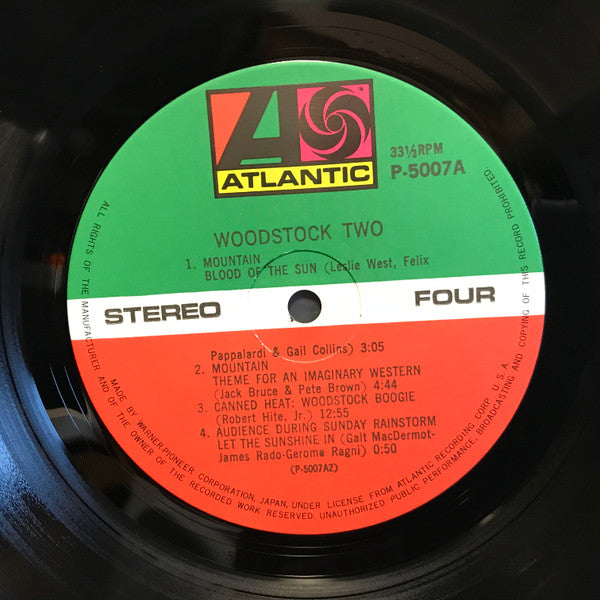 ATLANTIC
33⅓RPM
P-5007A
WOODSTOCK TWO
1. MOUNTAIN
BLOOD OF THE SUN (Leslie West, Felix
STEREO
FOUR
Pappalardi & Gail Collins) 3:05
2. MOUNTAIN
THEME FOR AN IMAGINARY WESTERN
(Jack Bruce & Pete Brown) 4:44
3. CANNED HEAT: WOODSTOCK BOOGIE
(Robert Hite, Jr.) 12:55
4. AUDIENCE DURING SUNDAY RAINSTORM
LET THE SUNSHINE IN (Galt MacDermot-
James Rado-Gerome Ragni) 0:50
(P-5007A2)
ALL RIGHTS OF THE MANUFACTURER AND OF THE OWNER OF THE RECORDED WORK RESERVED. UNAUTHORIZED PUBLIC PERFORMANCE, BROADCASTING AND COPYING OF THIS RECORD PROHIBITED.
MADE BY WARNER-PIONEER CORPORATION, JAPAN, UNDER LICENSE FROM ATLANTIC RECORDING CORP., U.S.A.